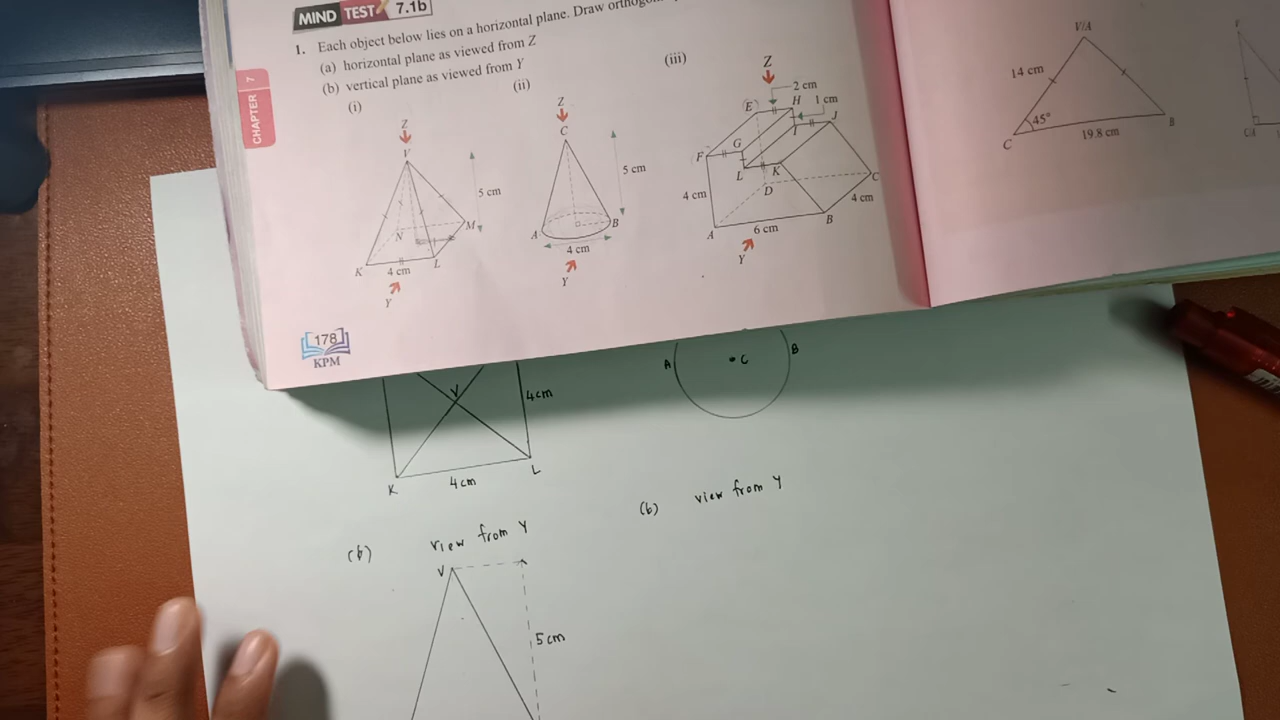 MIND TEST 7.1b
1. Each object below lies on a horizontal plane. Draw
(a) horizontal plane as viewed from Z
(b) vertical plane as viewed from Y
(i)
(ii)
(iii)
CHAPTER 7
Z
V
5 cm
N
M
K
4 cm
L
Y
Z
C
5 cm
A
B
4 cm
Y
Z
2 cm
E
H
1 cm
J
I
F
G
L
K
C
D
4 cm
4 cm
B
A
6 cm
Y
178
KPM
V/A
14 cm
45°
C
19.8 cm
B
C/A
V
4cm
K
4cm
L
A
C
B
(b) view from Y
V
5cm
(b) view from Y